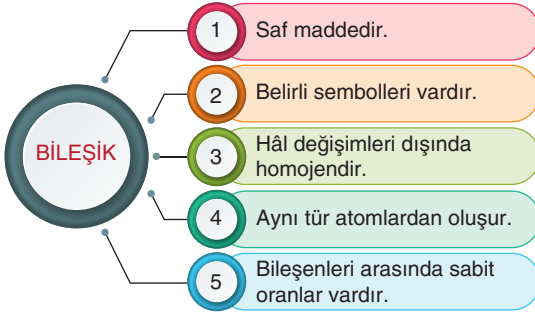 BİLEŞİK
1 Saf maddedir.
2 Belirli sembolleri vardır.
3 Hâl değişimleri dışında
homojendir.
4 Aynı tür atomlardan oluşur.
5 Bileşenleri arasında sabit
oranlar vardır.